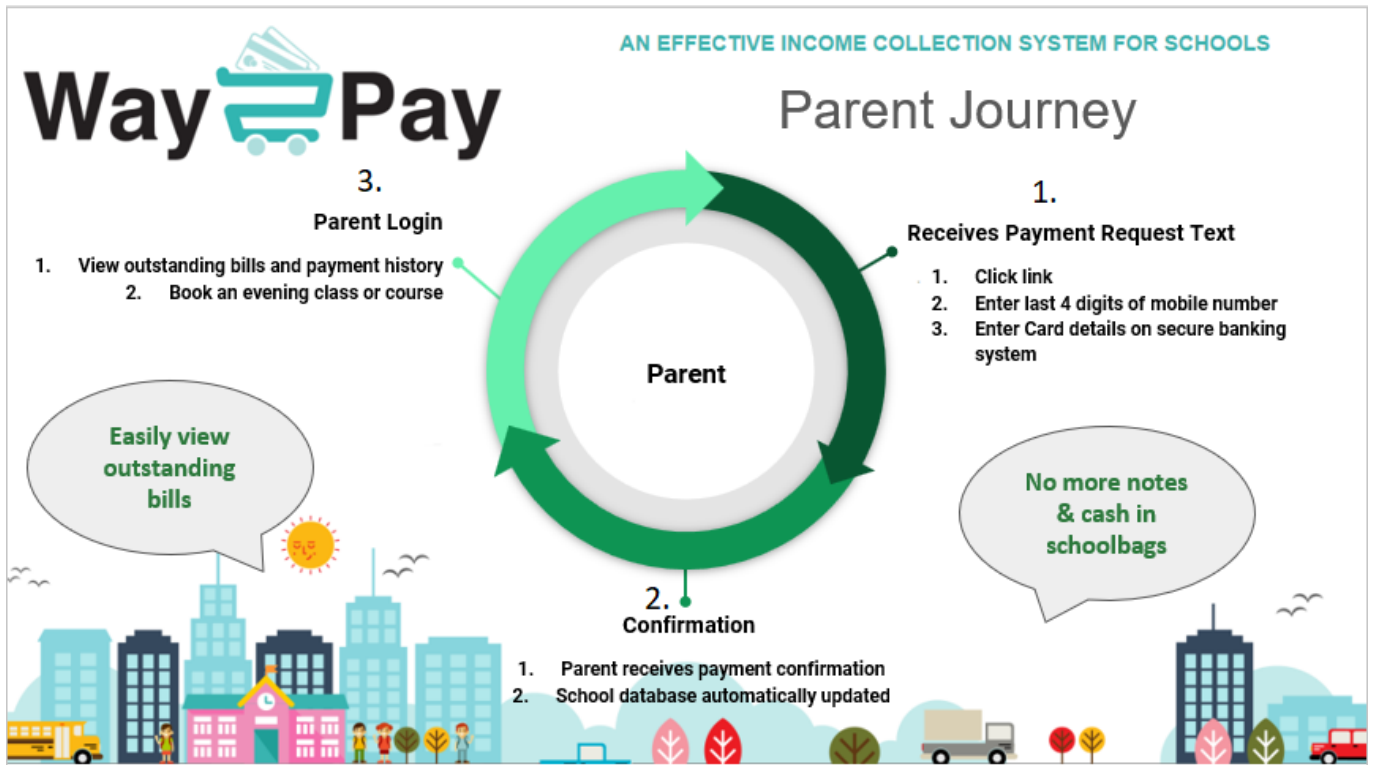 Way2Pay
AN EFFECTIVE INCOME COLLECTION SYSTEM FOR SCHOOLS
Parent Journey
1.
Receives Payment Request Text
1. Click link
2. Enter last 4 digits of mobile number
3. Enter Card details on secure banking
system
No more notes
& cash in
schoolbags
Parent
2.
Confirmation
1. Parent receives payment confirmation
2. School database automatically updated
3.
Parent Login
1. View outstanding bills and payment history
2. Book an evening class or course
Easily view
outstanding
bills